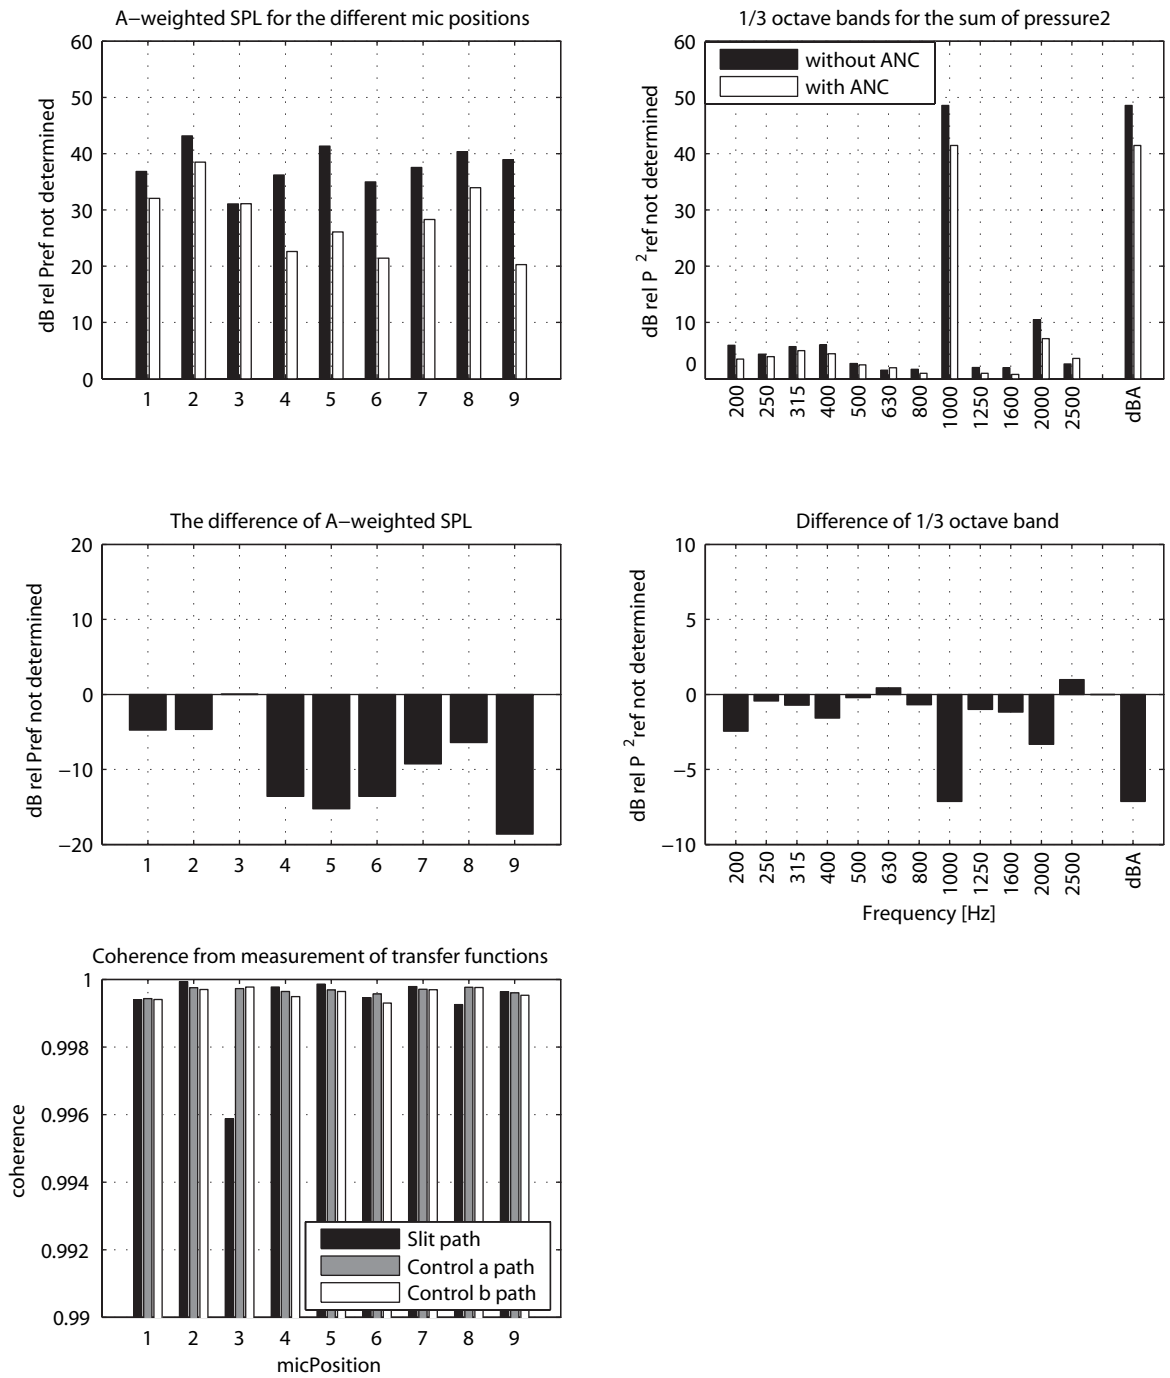 A−weighted SPL for the different mic positions
dB rel Pref not determined
60
50
40
30
20
10
0
1 2 3 4 5 6 7 8 9
1/3 octave bands for the sum of pressure2
dB rel P 2 ref not determined
60
50
40
30
20
10
0
without ANC
with ANC
200 250 315 400 500 630 800 1000 1250 1600 2000 2500 dBA
The difference of A−weighted SPL
dB rel Pref not determined
20
10
0
−10
−20
1 2 3 4 5 6 7 8 9
Difference of 1/3 octave band
dB rel P 2 ref not determined
10
5
0
−5
−10
200 250 315 400 500 630 800 1000 1250 1600 2000 2500 dBA
Frequency [Hz]
Coherence from measurement of transfer functions
coherence
1
0.998
0.996
0.994
0.992
0.99
Slit path
Control a path
Control b path
1 2 3 4 5 6 7 8 9
micPosition